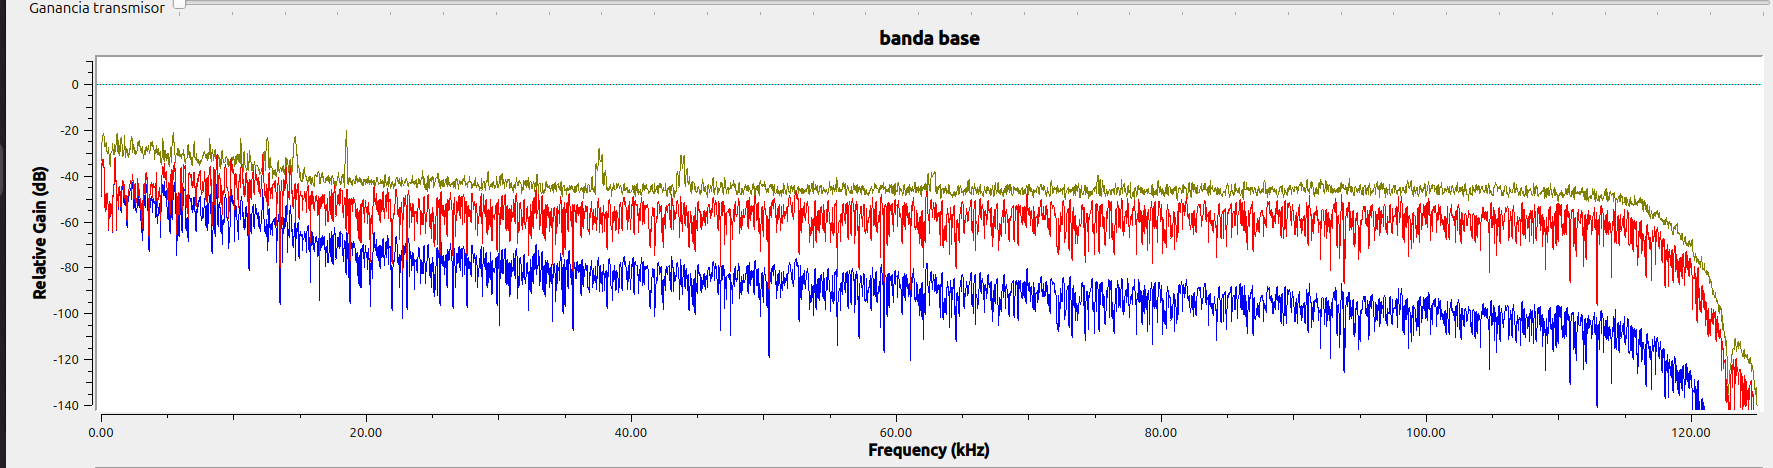 Ganancia transmisor
banda base
0
-20
-40
-60
-80
-100
-120
-140
Relative Gain (dB)
0.00 20.00 40.00 60.00 80.00 100.00 120.00
Frequency (kHz)